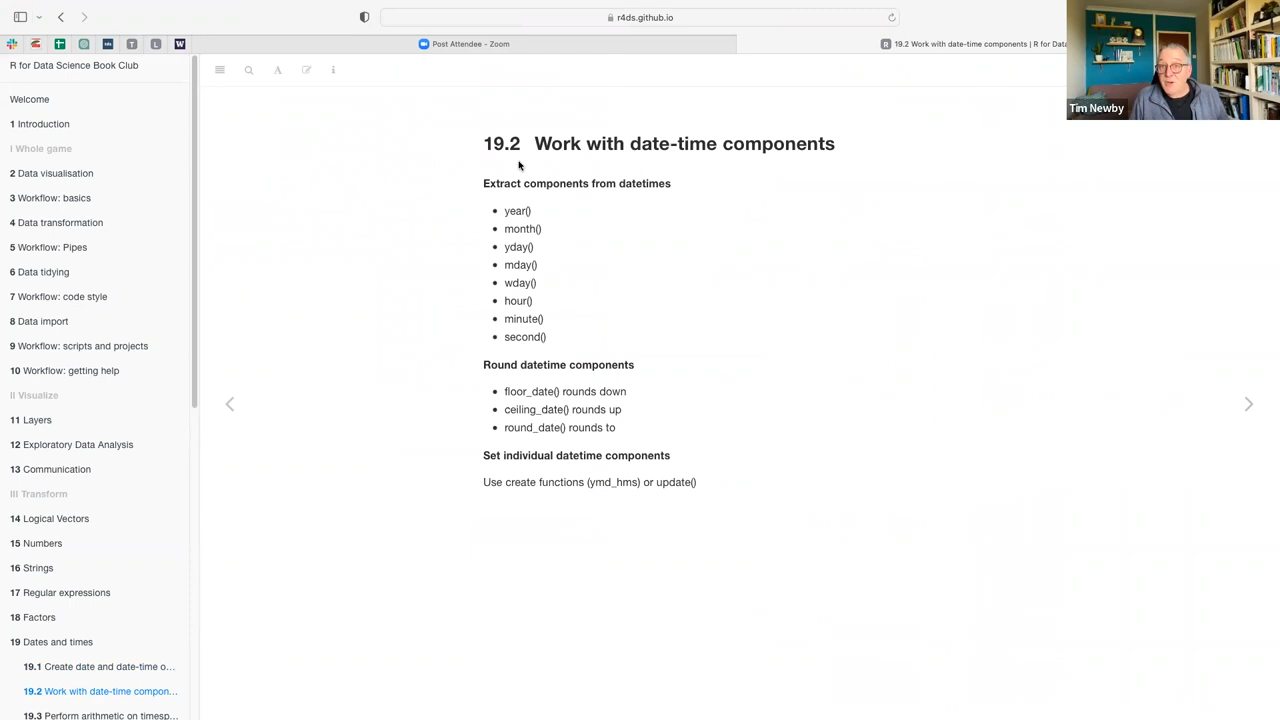 r4ds.github.io
Post Attendee - Zoom
19.2 Work with date-time components | R for Data
Tim Newby
R for Data Science Book Club
Welcome
1 Introduction
I Whole game
2 Data visualisation
3 Workflow: basics
4 Data transformation
5 Workflow: Pipes
6 Data tidying
7 Workflow: code style
8 Data import
9 Workflow: scripts and projects
10 Workflow: getting help
II Visualize
11 Layers
12 Exploratory Data Analysis
13 Communication
III Transform
14 Logical Vectors
15 Numbers
16 Strings
17 Regular expressions
18 Factors
19 Dates and times
19.1 Create date and date-time o...
19.2 Work with date-time compon...
19.3 Perform arithmetic on timesp...
19.2 Work with date-time components
Extract components from datetimes
• year()
• month()
• yday()
• mday()
• wday()
• hour()
• minute()
• second()
Round datetime components
• floor_date() rounds down
• ceiling_date() rounds up
• round_date() rounds to
Set individual datetime components
Use create functions (ymd_hms) or update()